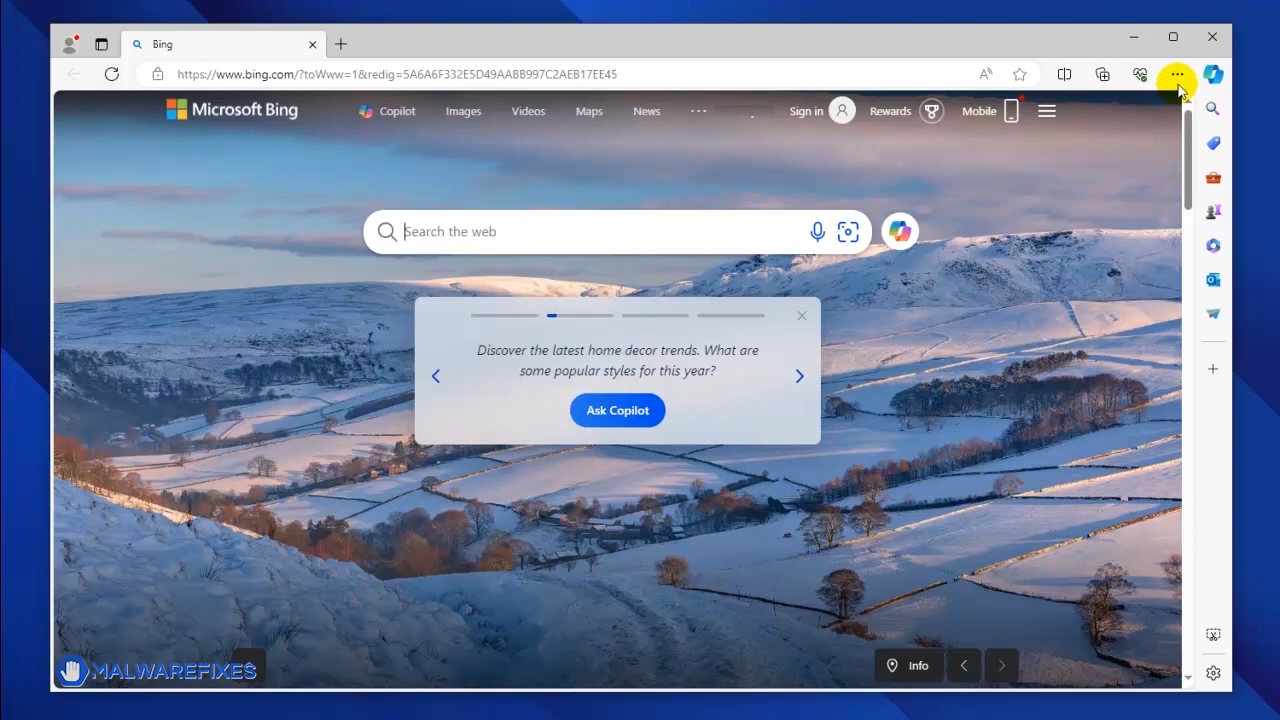 Bing
https://www.bing.com/?toWww=1&redig=5A6A6F332E5D49AABB997C2AEB17EE45
Microsoft Bing
Copilot Images Videos Maps News Sign in Rewards Mobile
Search the web
Discover the latest home decor trends. What are
some popular styles for this year?
Ask Copilot
Info
MALWAREFIXES